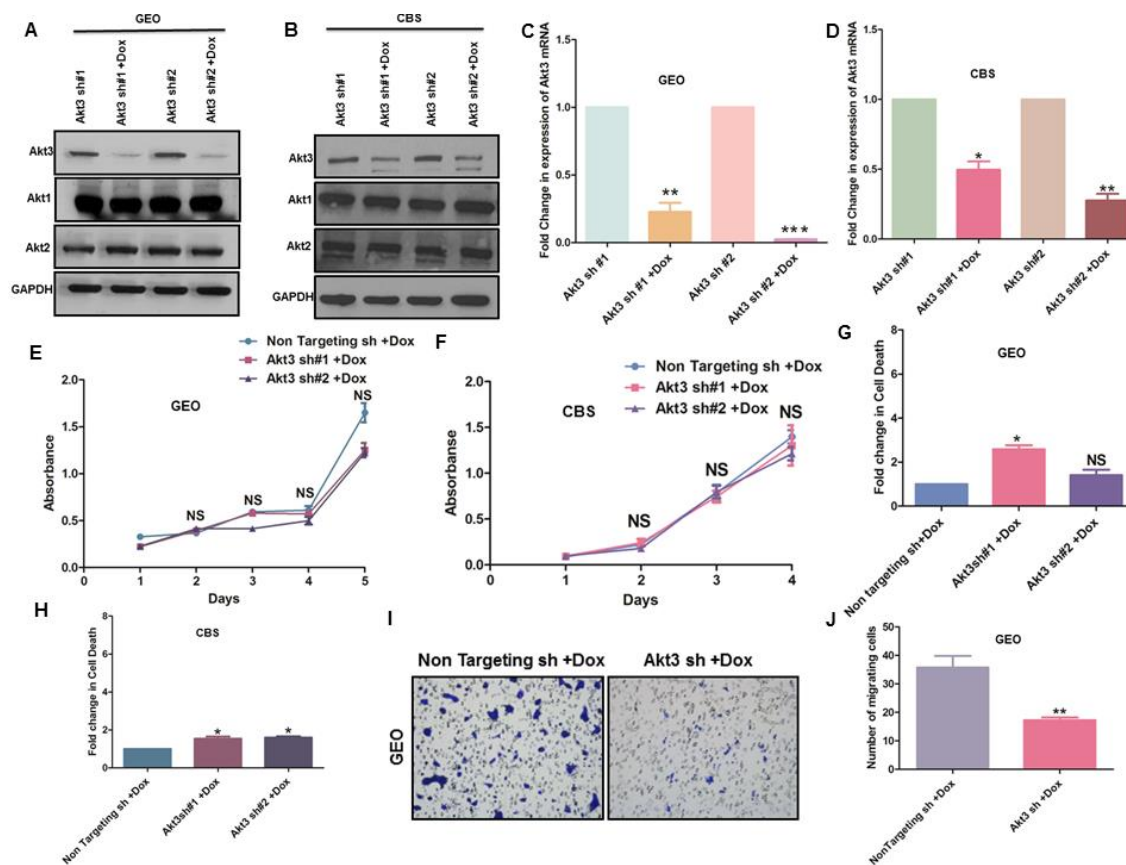 A
GEO
Akt3 sh#1
Akt3 sh#1 +Dox
Akt3 sh#2
Akt3 sh#2 +Dox
Akt3
Akt1
Akt2
GAPDH
B
CBS
Akt3 sh#1
Akt3 sh#1 +Dox
Akt3 sh#2
Akt3 sh#2 +Dox
Akt3
Akt1
Akt2
GAPDH
C
Fold Change in expression of Akt3 mRNA
GEO
1.0
0.5
0.0
**
***
Akt3 sh #1
Akt3 sh #1 +Dox
Akt3 sh #2
Akt3 sh #2 +Dox
D
Fold Change in expression of Akt3 mRNA
CBS
1.0
0.5
0.0
*
**
Akt3 sh#1
Akt3 sh#1 +Dox
Akt3 sh#2
Akt3 sh#2 +Dox
E
Non Targeting sh +Dox
Akt3 sh#1 +Dox
Akt3 sh#2 +Dox
GEO
Absorbance
2.0
1.5
1.0
0.5
0.0
NS
NS
NS
NS
0 1 2 3 4 5
Days
F
Non Targeting sh +Dox
Akt3 sh#1 +Dox
Akt3 sh#2 +Dox
CBS
Absorbanse
2.0
1.5
1.0
0.5
0.0
NS
NS
NS
0 1 2 3 4
Days
G
GEO
Fold change in Cell Death
8
6
4
2
0
*
NS
Non targeting sh+Dox
Akt3sh#1 +Dox
Akt3 sh#2 +Dox
H
CBS
Fold change in Cell Death
8
6
4
2
0
*
*
Non Targeting sh +Dox
Akt3sh#1 +Dox
Akt3 sh#2 +Dox
I
Non Targeting sh +Dox
Akt3 sh +Dox
GEO
J
GEO
Number of migrating cells
50
40
30
20
10
0
**
NonTargeting sh +Dox
Akt3 sh +Dox